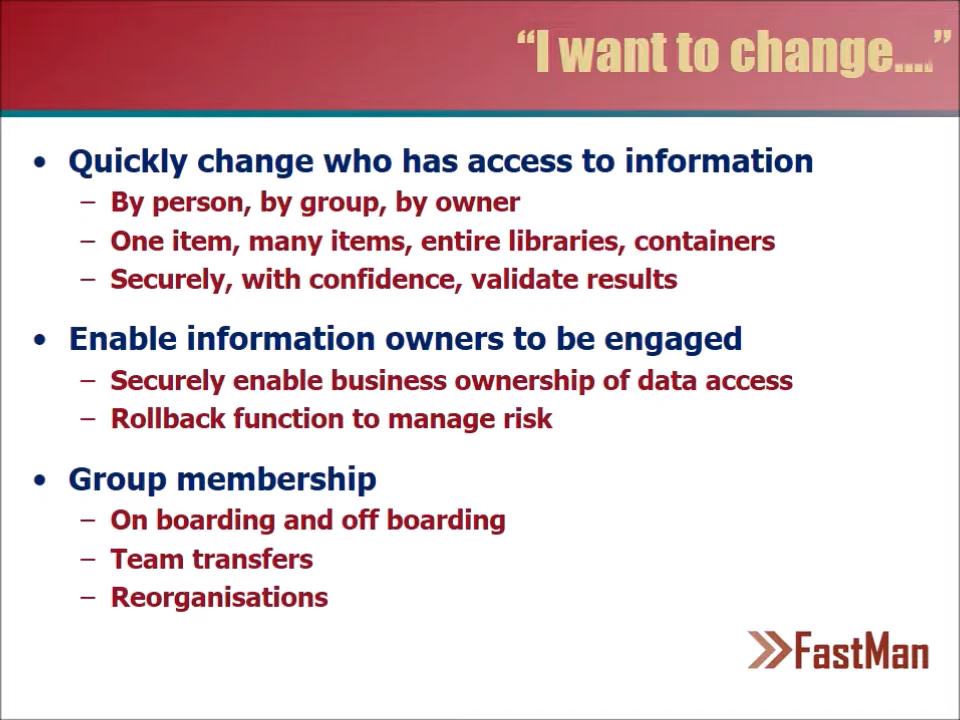 “I want to change....”
• Quickly change who has access to information
– By person, by group, by owner
– One item, many items, entire libraries, containers
– Securely, with confidence, validate results
• Enable information owners to be engaged
– Securely enable business ownership of data access
– Rollback function to manage risk
• Group membership
– On boarding and off boarding
– Team transfers
– Reorganisations
FastMan